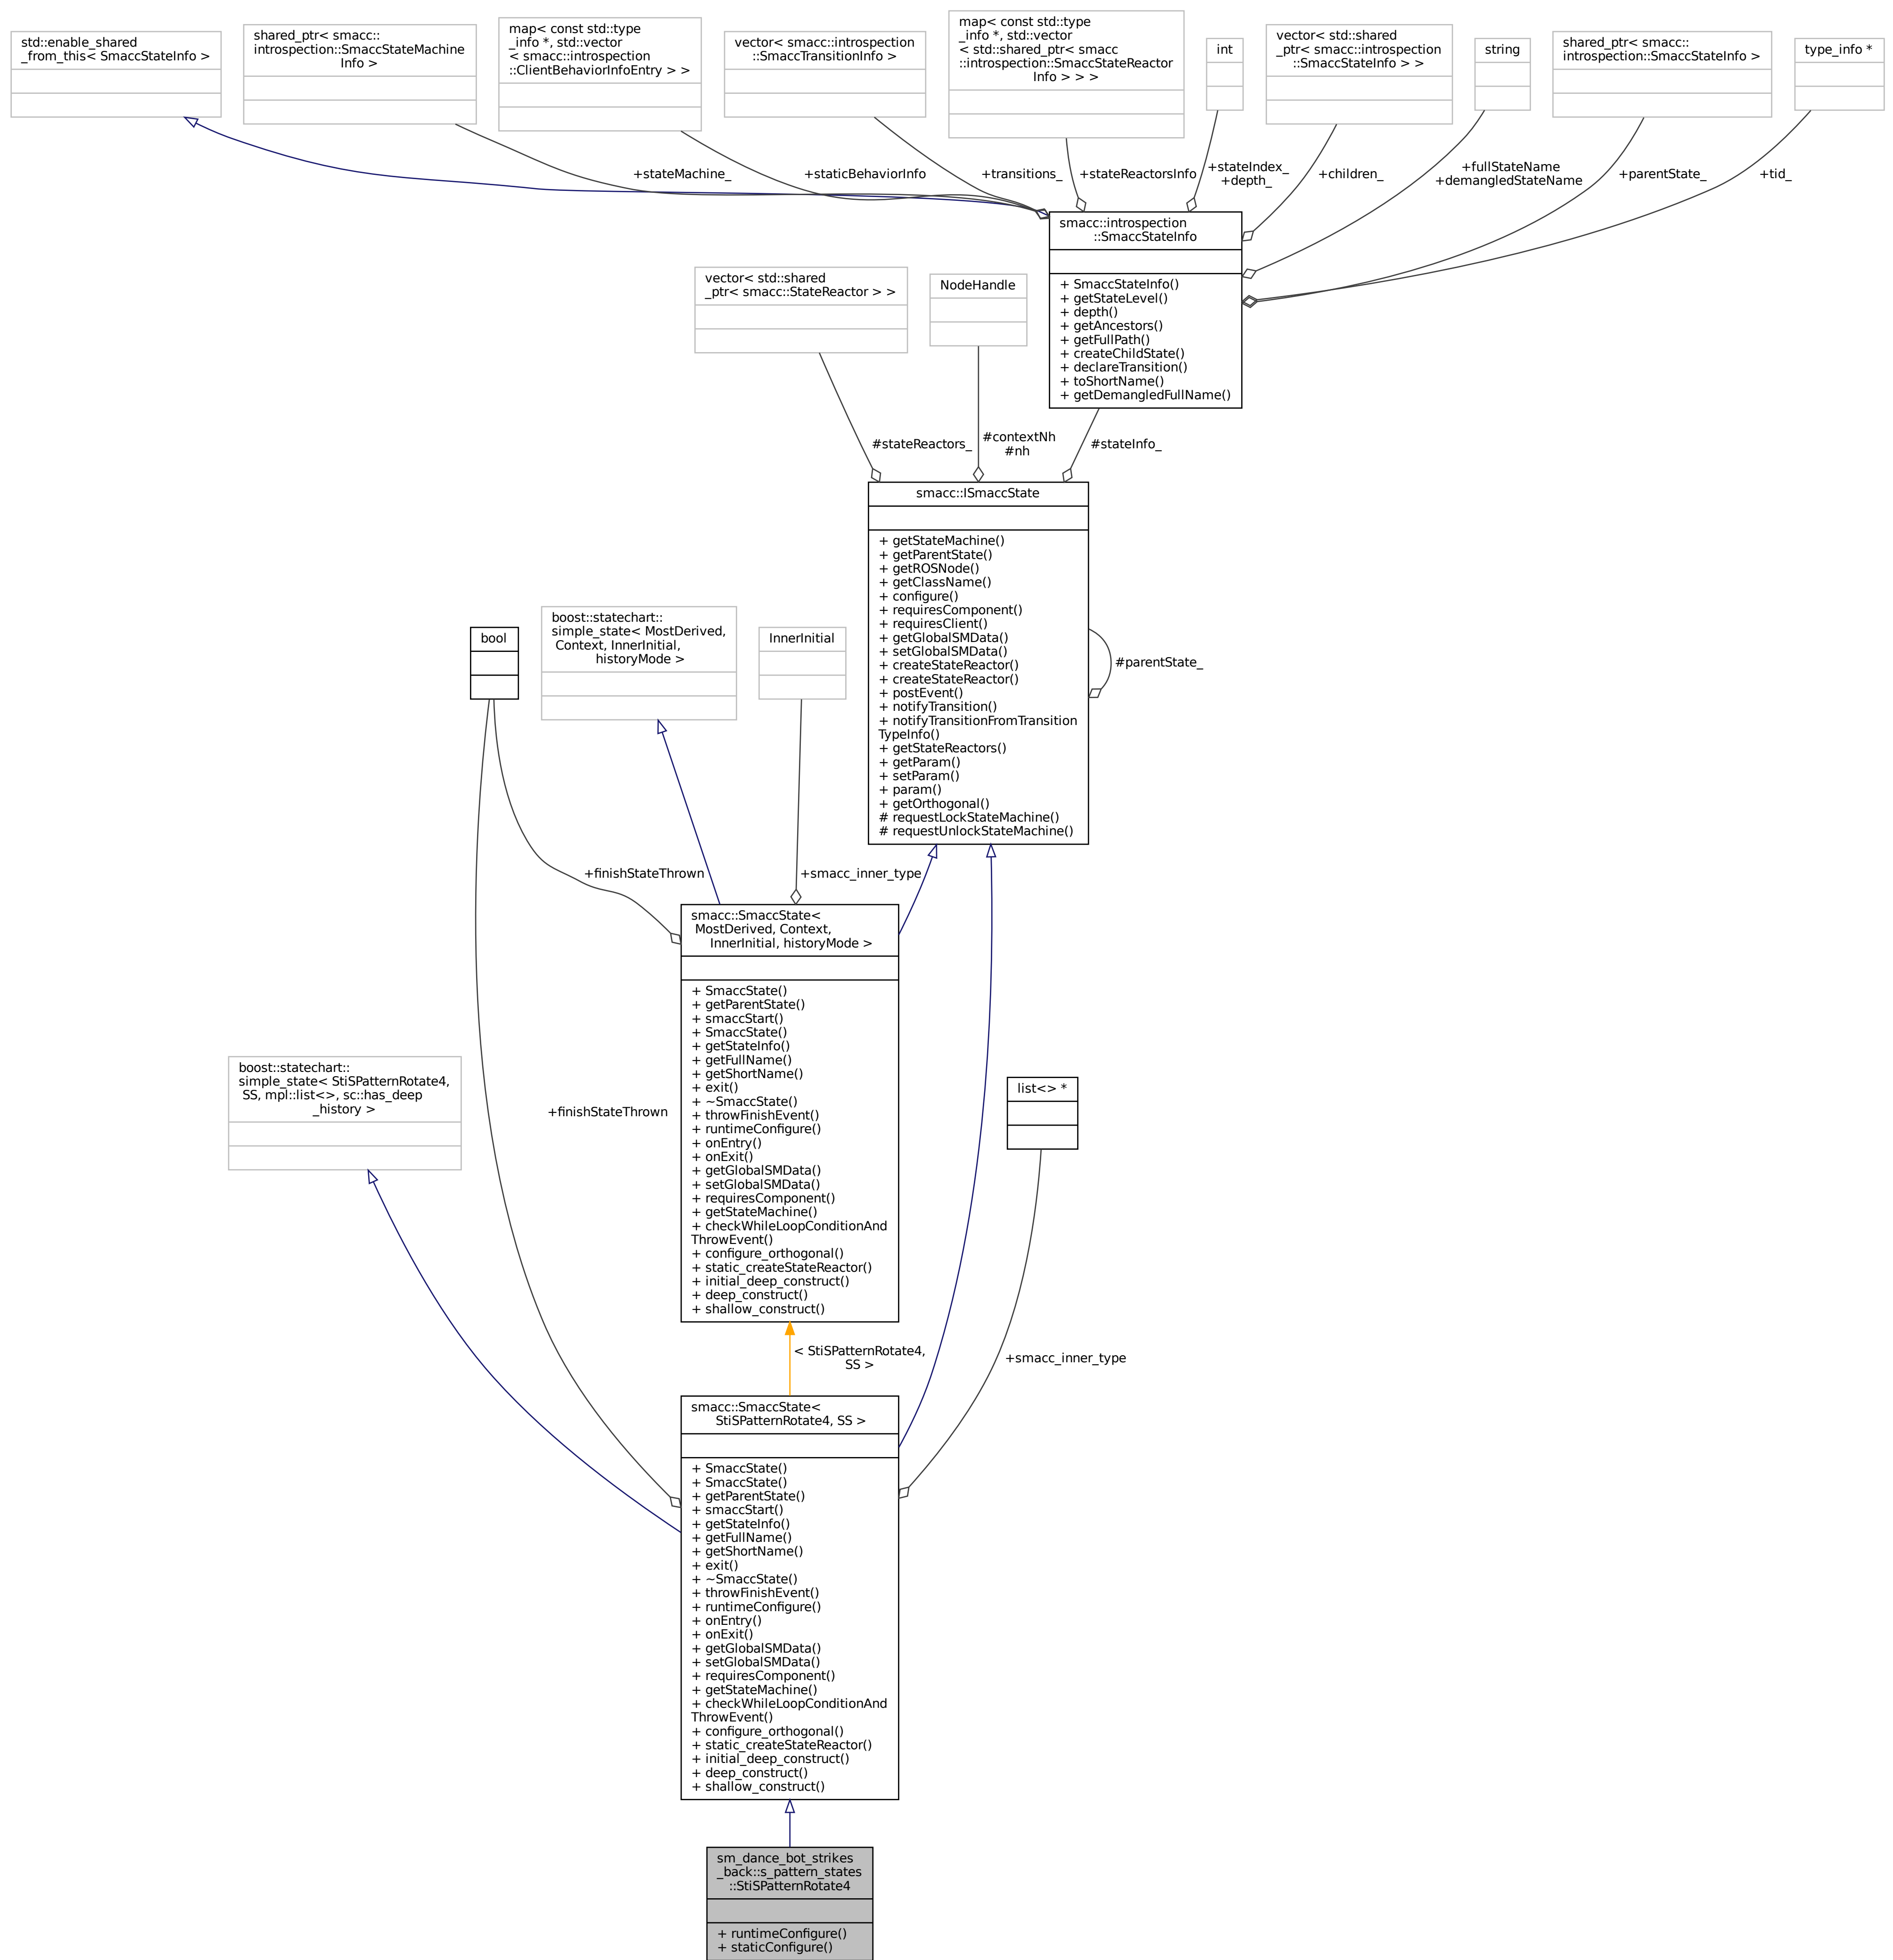 std::enable_shared
_from_this< SmaccStateInfo >
shared_ptr< smacc::
introspection::SmaccStateMachine
Info >
map< const std::type
_info *, std::vector
< smacc::introspection
::ClientBehaviorInfoEntry > >
vector< smacc::introspection
::SmaccTransitionInfo >
map< const std::type
_info *, std::vector
< std::shared_ptr< smacc
::introspection::SmaccStateReactor
Info > > >
int
vector< std::shared
_ptr< smacc::introspection
::SmaccStateInfo > >
string
shared_ptr< smacc::
introspection::SmaccStateInfo >
type_info *
+stateMachine_
+staticBehaviorInfo
+transitions_
+stateReactorsInfo
+stateIndex_
+depth_
+children_
+fullStateName
+demangledStateName
+parentState_
+tid_
smacc::introspection
::SmaccStateInfo
+ SmaccStateInfo()
+ getStateLevel()
+ depth()
+ getAncestors()
+ getFullPath()
+ createChildState()
+ declareTransition()
+ toShortName()
+ getDemangledFullName()
vector< std::shared
_ptr< smacc::StateReactor > >
NodeHandle
#stateReactors_
#contextNh
#nh
#stateInfo_
smacc::ISmaccState
+ getStateMachine()
+ getParentState()
+ getROSNode()
+ getClassName()
+ configure()
+ requiresComponent()
+ requiresClient()
+ getGlobalSMData()
+ setGlobalSMData()
+ createStateReactor()
+ createStateReactor()
+ postEvent()
+ notifyTransition()
+ notifyTransitionFromTransition
TypeInfo()
+ getStateReactors()
+ getParam()
+ setParam()
+ param()
+ getOrthogonal()
# requestLockStateMachine()
# requestUnlockStateMachine()
#parentState_
bool
boost::statechart::
simple_state< MostDerived,
Context, InnerInitial,
historyMode >
InnerInitial
+finishStateThrown
+smacc_inner_type
smacc::SmaccState<
MostDerived, Context,
InnerInitial, historyMode >
+ SmaccState()
+ getParentState()
+ smaccStart()
+ SmaccState()
+ getStateInfo()
+ getFullName()
+ getShortName()
+ exit()
+ ~SmaccState()
+ throwFinishEvent()
+ runtimeConfigure()
+ onEntry()
+ onExit()
+ getGlobalSMData()
+ setGlobalSMData()
+ requiresComponent()
+ getStateMachine()
+ checkWhileLoopConditionAnd
ThrowEvent()
+ configure_orthogonal()
+ static_createStateReactor()
+ initial_deep_construct()
+ deep_construct()
+ shallow_construct()
boost::statechart::
simple_state< StiSPatternRotate4,
SS, mpl::list<>, sc::has_deep
_history >
+finishStateThrown
list<> *
< StiSPatternRotate4,
SS >
+smacc_inner_type
smacc::SmaccState<
StiSPatternRotate4, SS >
+ SmaccState()
+ SmaccState()
+ getParentState()
+ smaccStart()
+ getStateInfo()
+ getFullName()
+ getShortName()
+ exit()
+ ~SmaccState()
+ throwFinishEvent()
+ runtimeConfigure()
+ onEntry()
+ onExit()
+ getGlobalSMData()
+ setGlobalSMData()
+ requiresComponent()
+ getStateMachine()
+ checkWhileLoopConditionAnd
ThrowEvent()
+ configure_orthogonal()
+ static_createStateReactor()
+ initial_deep_construct()
+ deep_construct()
+ shallow_construct()
sm_dance_bot_strikes
_back::s_pattern_states
::StiSPatternRotate4
+ runtimeConfigure()
+ staticConfigure()